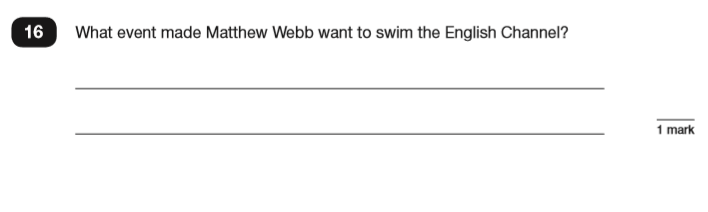 16 What event made Matthew Webb want to swim the English Channel?
1 mark